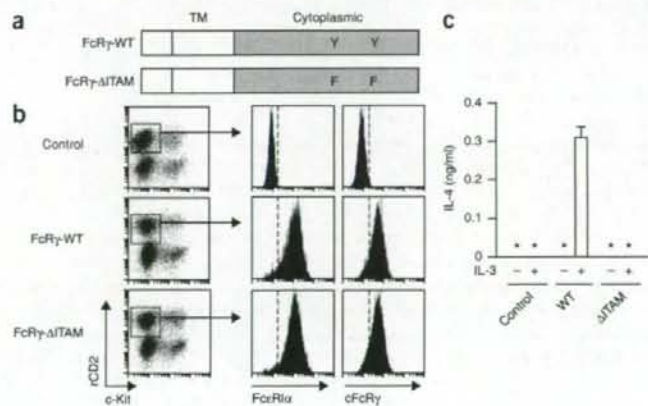 a
TM Cytoplasmic
FcRγ-WT
Y Y
FcRγ-ΔITAM
F F
b
Control
FcRγ-WT
FcRγ-ΔITAM
rCD2
c-Kit
FcεRIα
cFcRγ
c
IL-4 (ng/ml)
0.4
0.3
0.2
0.1
0
* * * * *
IL-3 – + – + – +
Control
WT
ΔITAM